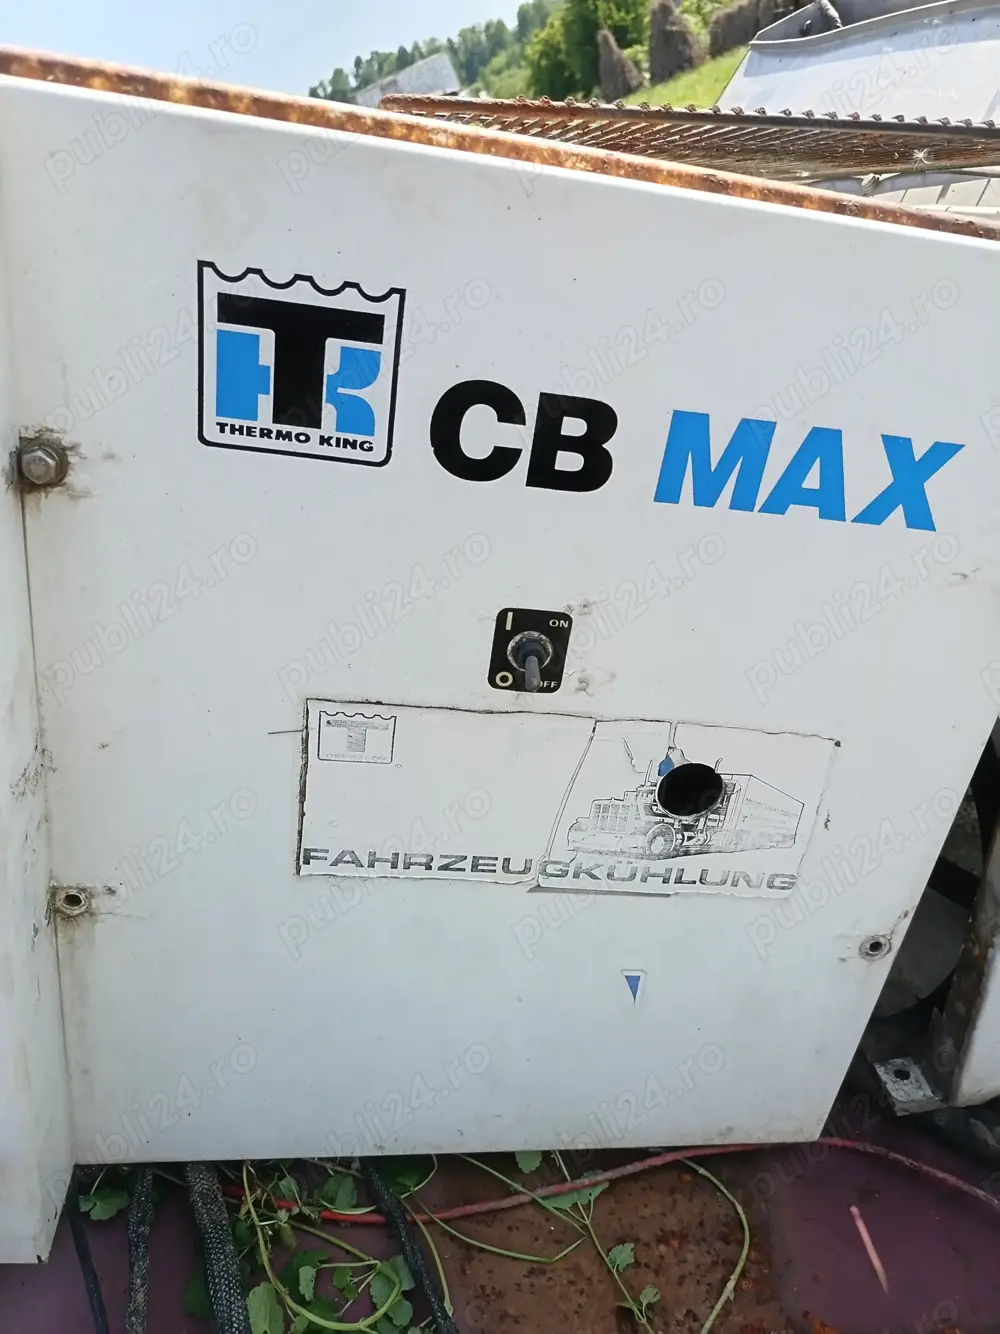 THERMO KING
CB MAX
I ON
O OFF
THERMO KING
FAHRZEUGKÜHLUNG
publi24.ro